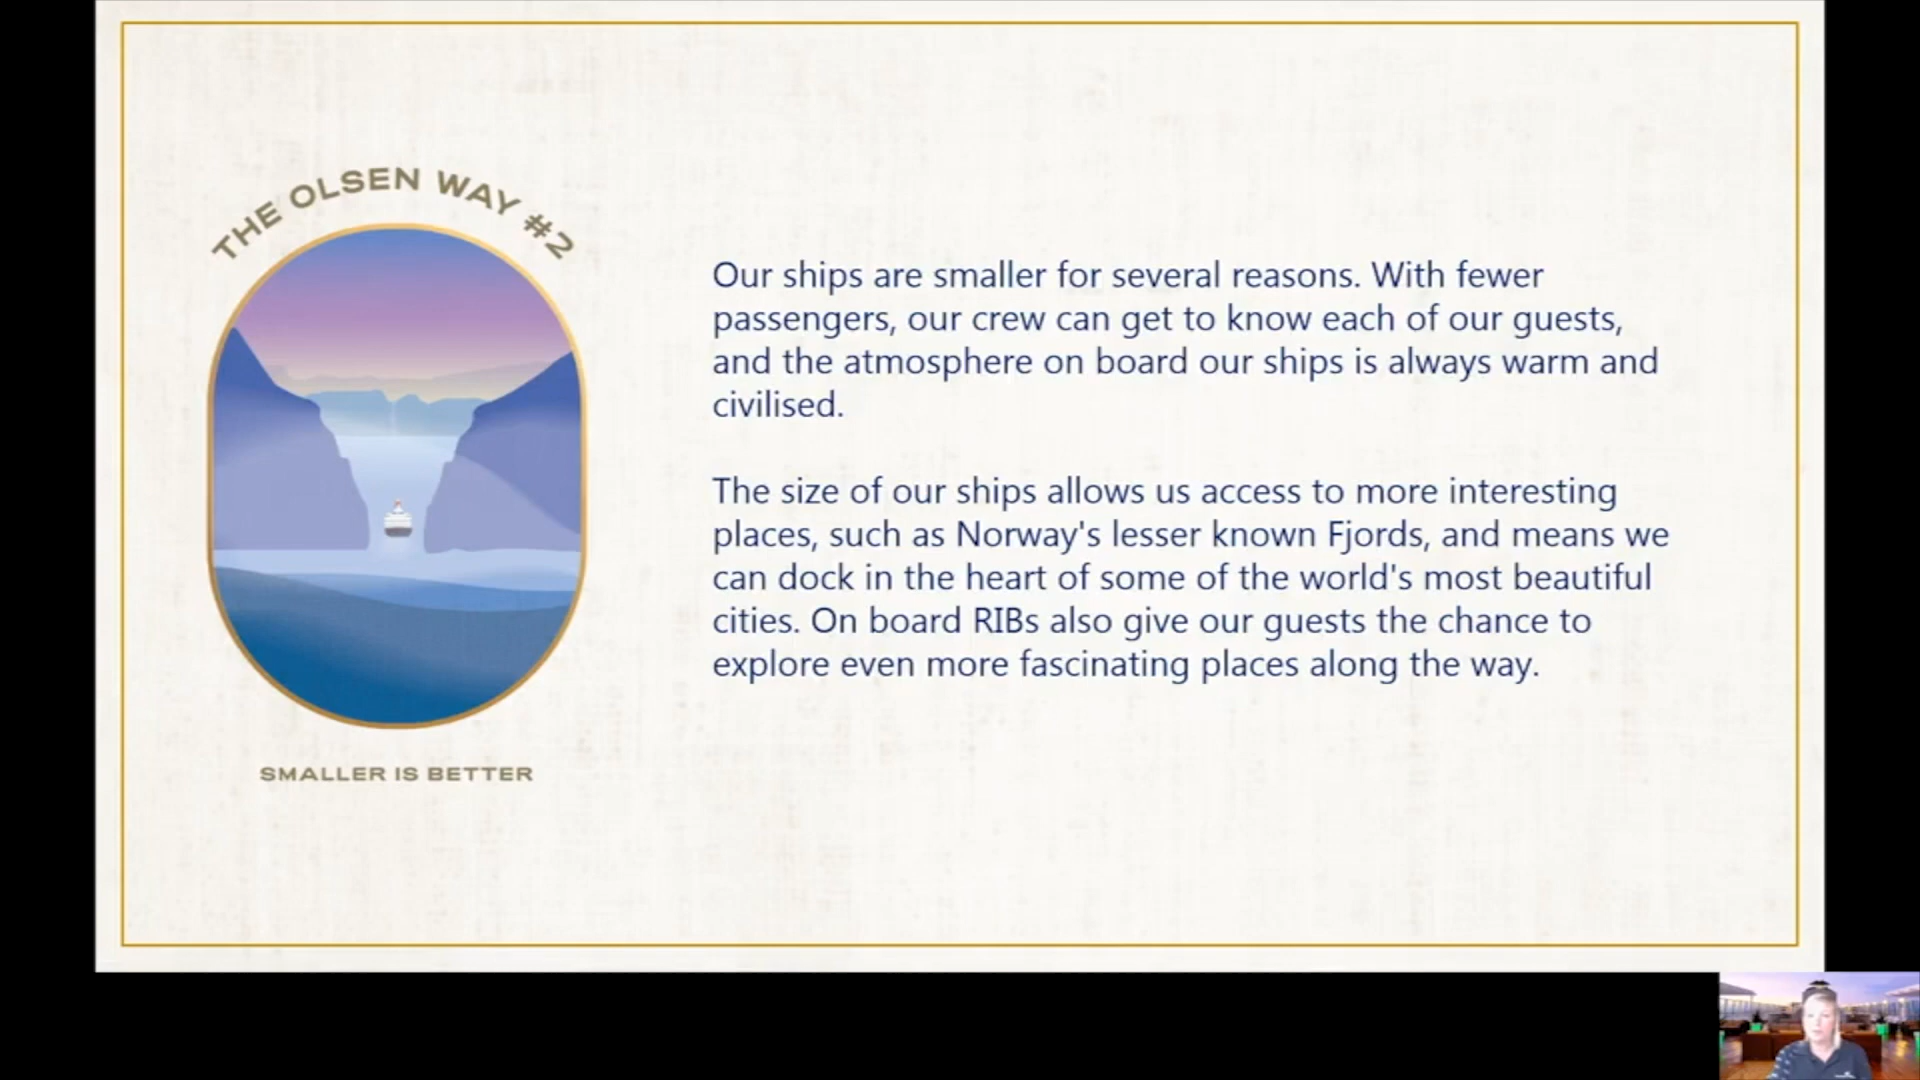 THE OLSEN WAY #2
Our ships are smaller for several reasons. With fewer
passengers, our crew can get to know each of our guests,
and the atmosphere on board our ships is always warm and
civilised.
The size of our ships allows us access to more interesting
places, such as Norway's lesser known Fjords, and means we
can dock in the heart of some of the world's most beautiful
cities. On board RIBs also give our guests the chance to
explore even more fascinating places along the way.
SMALLER IS BETTER